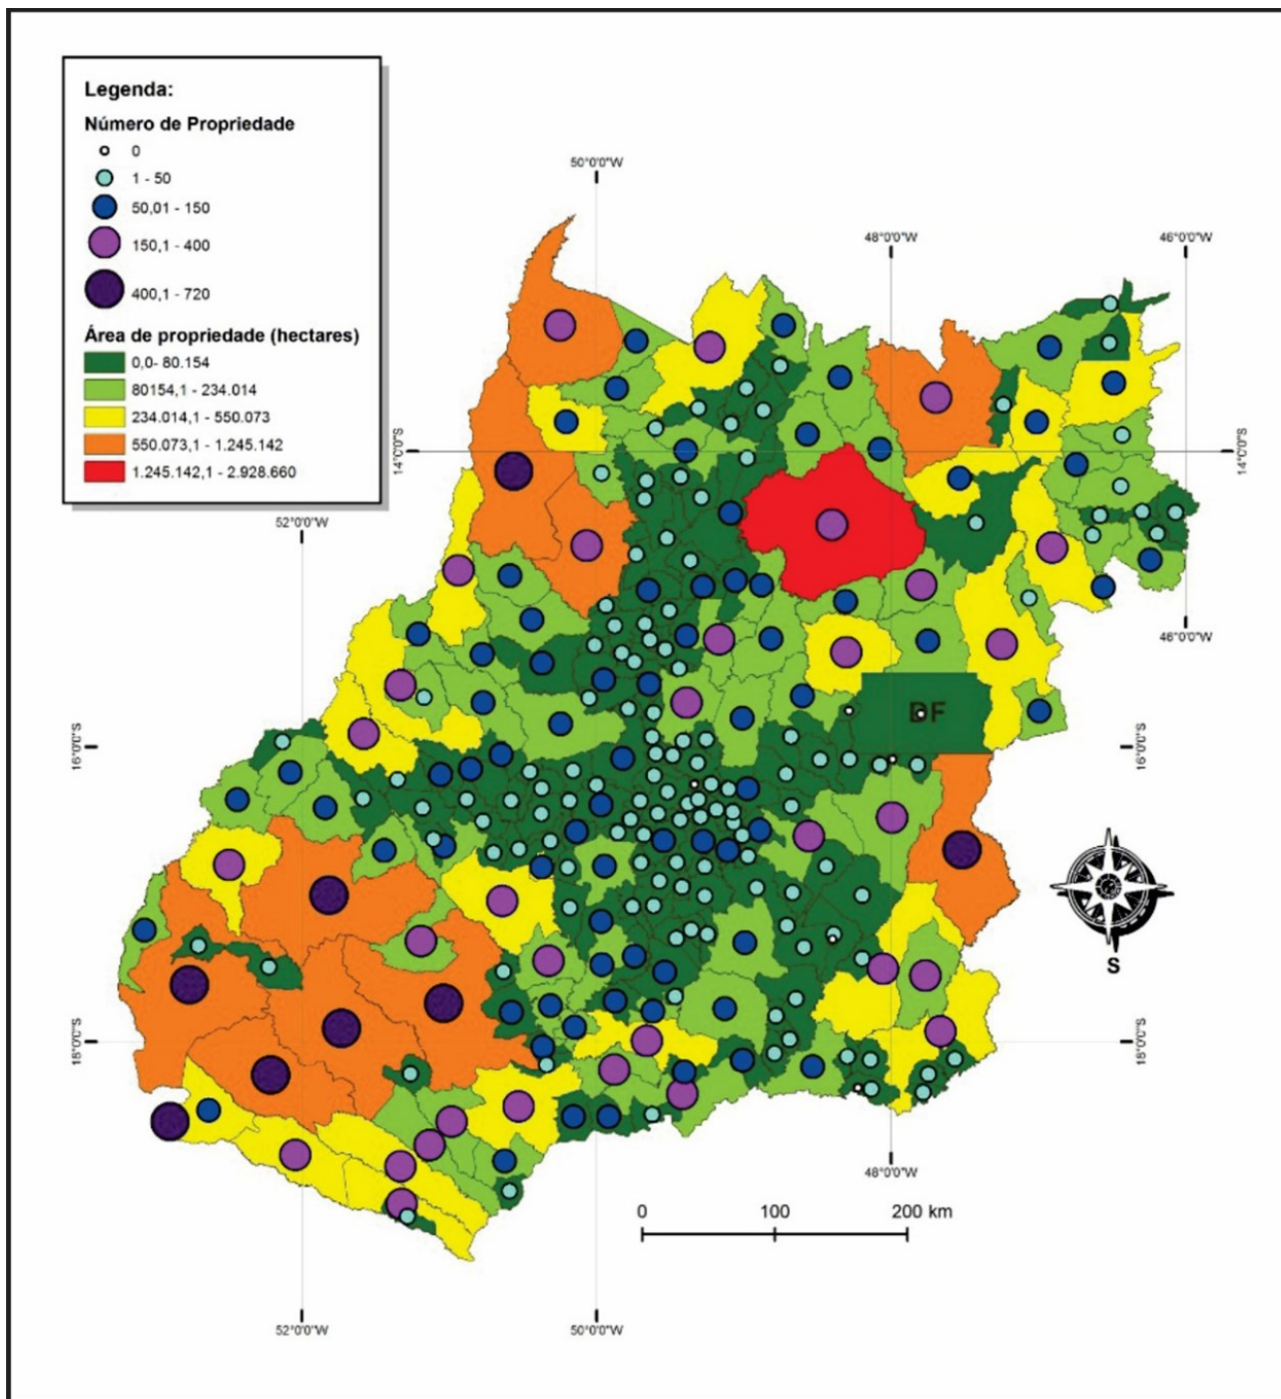 Legenda:
Número de Propriedade
0
1 - 50
50,01 - 150
150,1 - 400
400,1 - 720
Área de propriedade (hectares)
0,0- 80.154
80154,1 - 234.014
234.014,1 - 550.073
550.073,1 - 1.245.142
1.245.142,1 - 2.928.660
50°0'0"W
48°0'0"W
46°0'0"W
14°0'0"S
14°0'0"S
52°0'0"W
46°0'0"W
DF
16°0'0"S
16°0'0"S
S
18°0'0"S
18°0'0"S
48°0'0"W
0 100 200 km
52°0'0"W
50°0'0"W